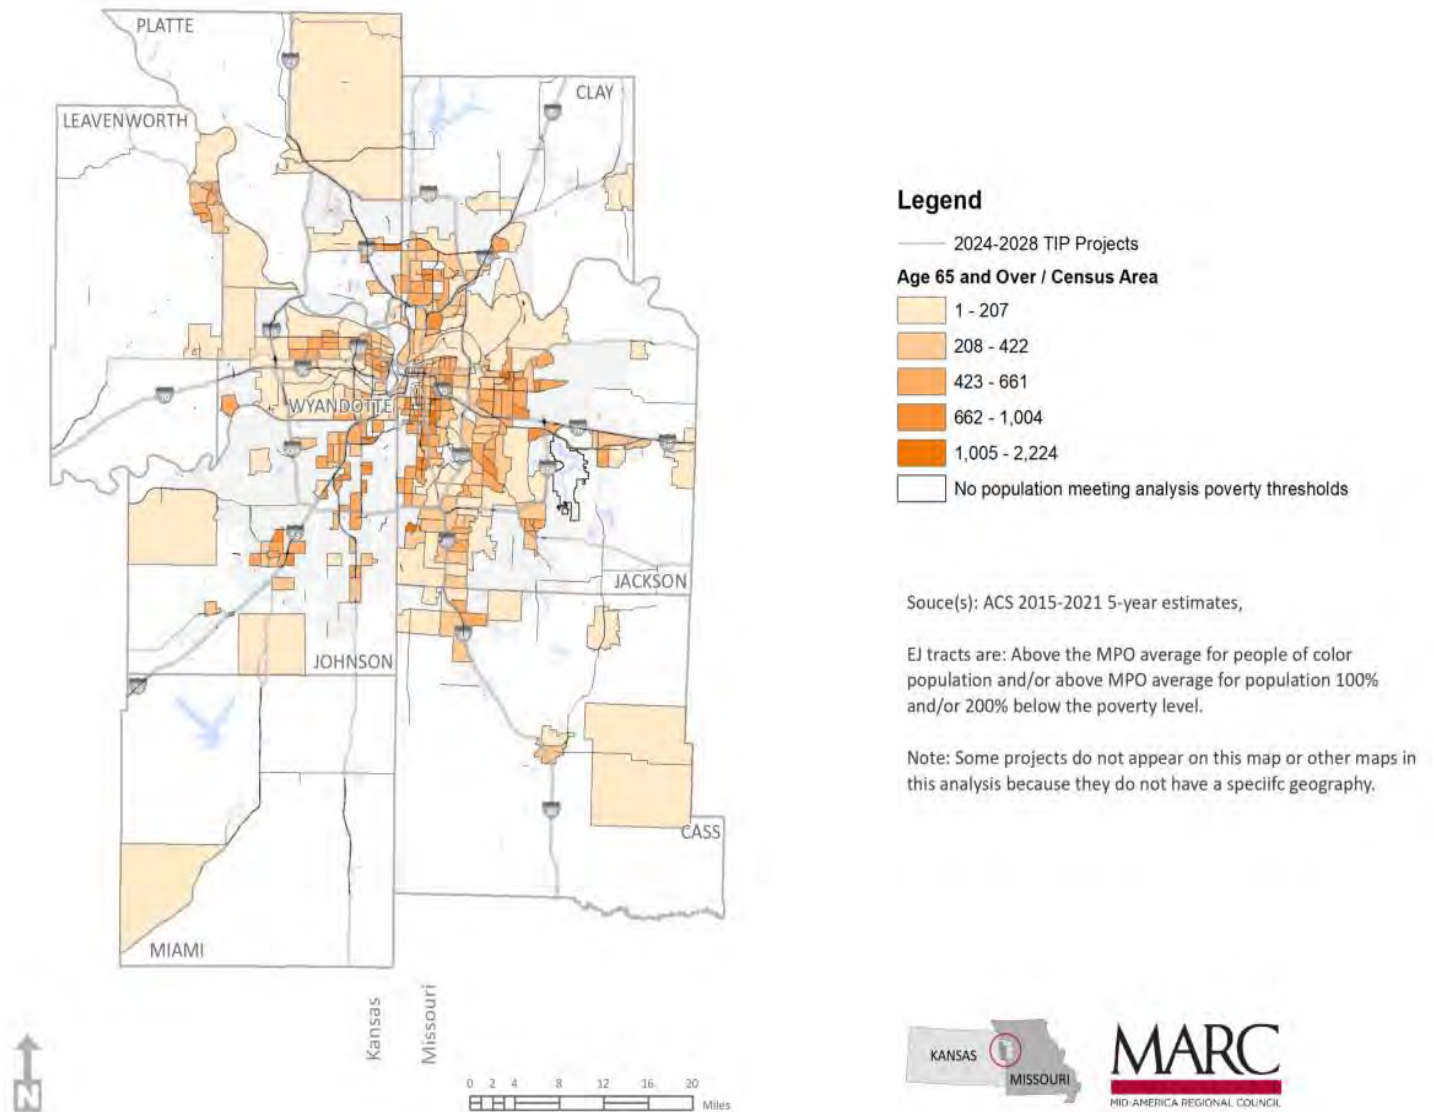 PLATTE
CLAY
LEAVENWORTH
WYANDOTTE
JACKSON
JOHNSON
CASS
MIAMI
Kansas
Missouri
N
0 2 4 8 12 16 20
Miles
Legend
2024-2028 TIP Projects
Age 65 and Over / Census Area
1 - 207
208 - 422
423 - 661
662 - 1,004
1,005 - 2,224
No population meeting analysis poverty thresholds
Souce(s): ACS 2015-2021 5-year estimates,
EJ tracts are: Above the MPO average for people of color
population and/or above MPO average for population 100%
and/or 200% below the poverty level.
Note: Some projects do not appear on this map or other maps in
this analysis because they do not have a speciifc geography.
KANSAS
MISSOURI
MARC
MID-AMERICA REGIONAL COUNCIL